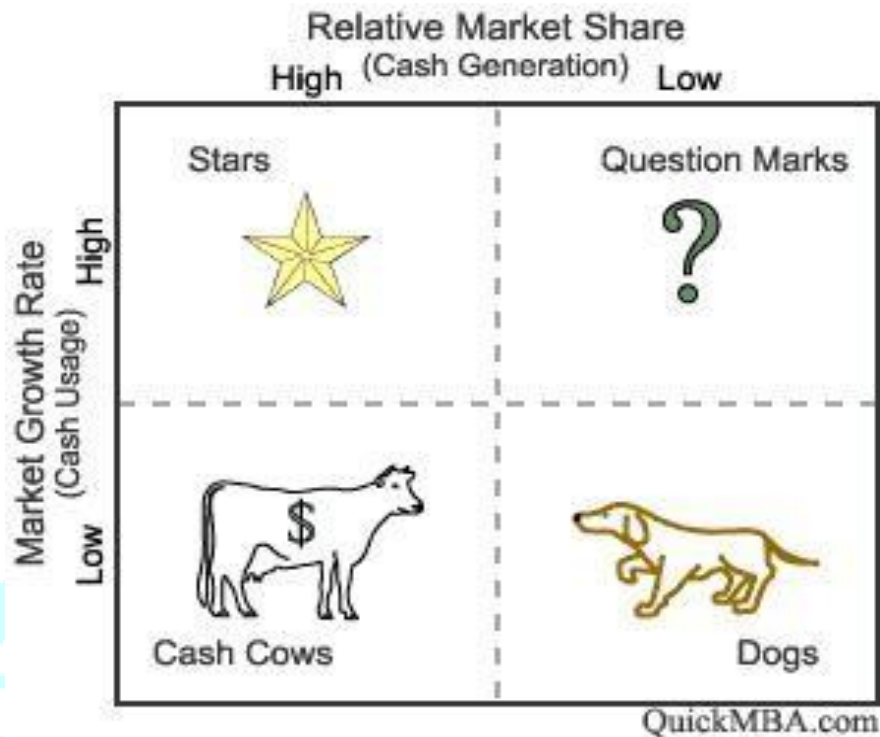 Relative Market Share
(Cash Generation)
High
Low
Stars
Question Marks
?
Market Growth Rate
(Cash Usage)
High
Low
$
Cash Cows
Dogs
QuickMBA.com